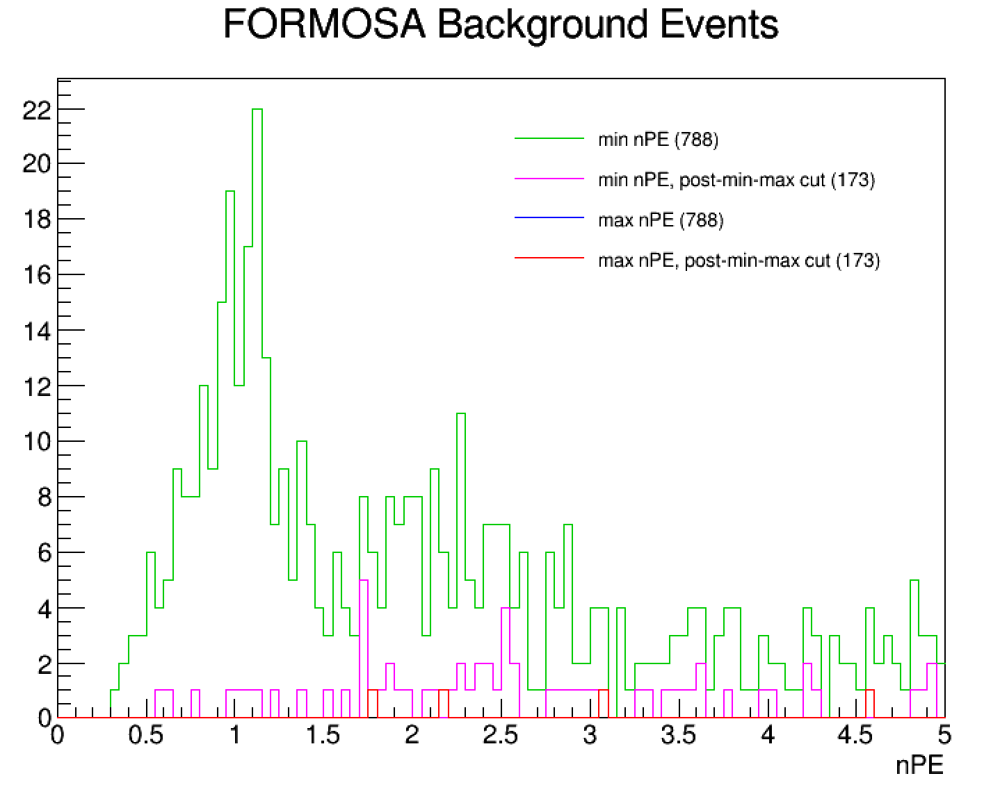 FORMOSA Background Events
22
20
18
16
14
12
10
8
6
4
2
0
min nPE (788)
min nPE, post-min-max cut (173)
max nPE (788)
max nPE, post-min-max cut (173)
0 0.5 1 1.5 2 2.5 3 3.5 4 4.5 5
nPE